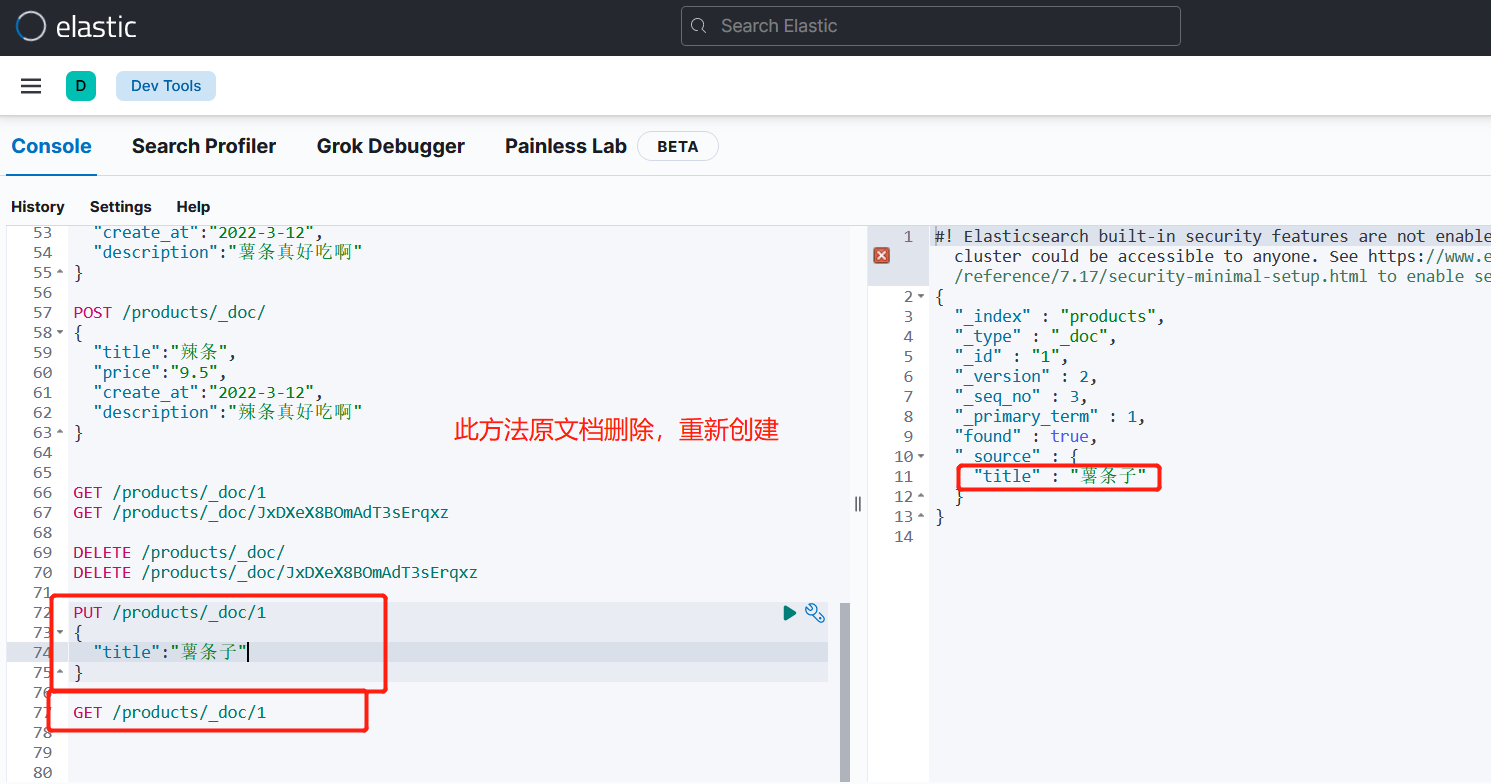 elastic
Search Elastic
D
Dev Tools
Console
Search Profiler
Grok Debugger
Painless Lab
BETA
History
Settings
Help
53 "create_at":"2022-3-12",
54 "description":"薯条真好吃啊"
55 }
56
57 POST /products/_doc/
58 {
59 "title":"辣条",
60 "price":"9.5",
61 "create_at":"2022-3-12",
62 "description":"辣条真好吃啊"
63 }
64
65
66 GET /products/_doc/1
67 GET /products/_doc/JxDXeX8BOmAdT3sErqxz
68
69 DELETE /products/_doc/
70 DELETE /products/_doc/JxDXeX8BOmAdT3sErqxz
71
72 PUT /products/_doc/1
73 {
74 "title":"薯条子"
75 }
76
77 GET /products/_doc/1
78
79
80
此方法原文档删除，重新创建
1 #! Elasticsearch built-in security features are not enable
cluster could be accessible to anyone. See https://www.e
/reference/7.17/security-minimal-setup.html to enable se
2 {
3 "_index" : "products",
4 "_type" : "_doc",
5 "_id" : "1",
6 "_version" : 2,
7 "_seq_no" : 3,
8 "_primary_term" : 1,
9 "found" : true,
10 "_source" : {
11 "title" : "薯条子"
12 }
13 }
14